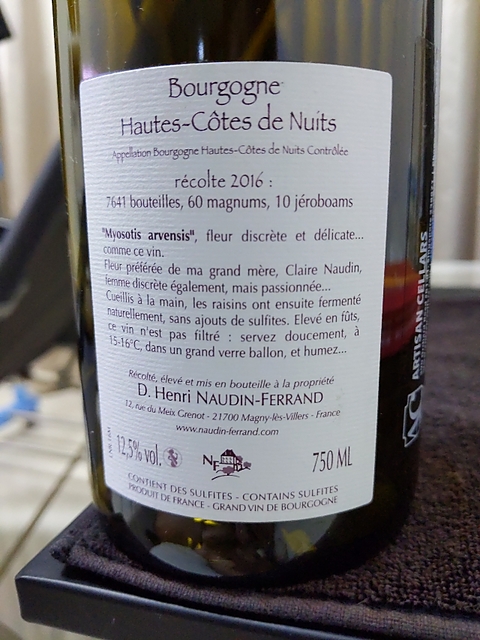 Bourgogne
Hautes-Côtes de Nuits
Appellation Bourgogne Hautes-Côtes de Nuits Contrôlée
récolte 2016 :
7641 bouteilles, 60 magnums, 10 jéroboams
"Myosotis arvensis", fleur discrète et délicate...
comme ce vin.
Fleur préférée de ma grand mère, Claire Naudin,
femme discrète également, mais passionnée...
Cueillis à la main, les raisins ont ensuite fermenté
naturellement, sans ajouts de sulfites. Elevé en fûts,
ce vin n'est pas filtré : servez doucement, à
15-16°C, dans un grand verre ballon, et humez...
Récolté, élevé et mis en bouteille à la propriété
D. Henri NAUDIN-FERRAND
12, rue du Meix Grenot - 21700 Magny-lès-Villers - France
www.naudin-ferrand.com
12,5% vol.
NF
750 ML
CONTIENT DES SULFITES - CONTAINS SULFITES
PRODUIT DE FRANCE - GRAND VIN DE BOURGOGNE
ARTISAN CELLARS
AC